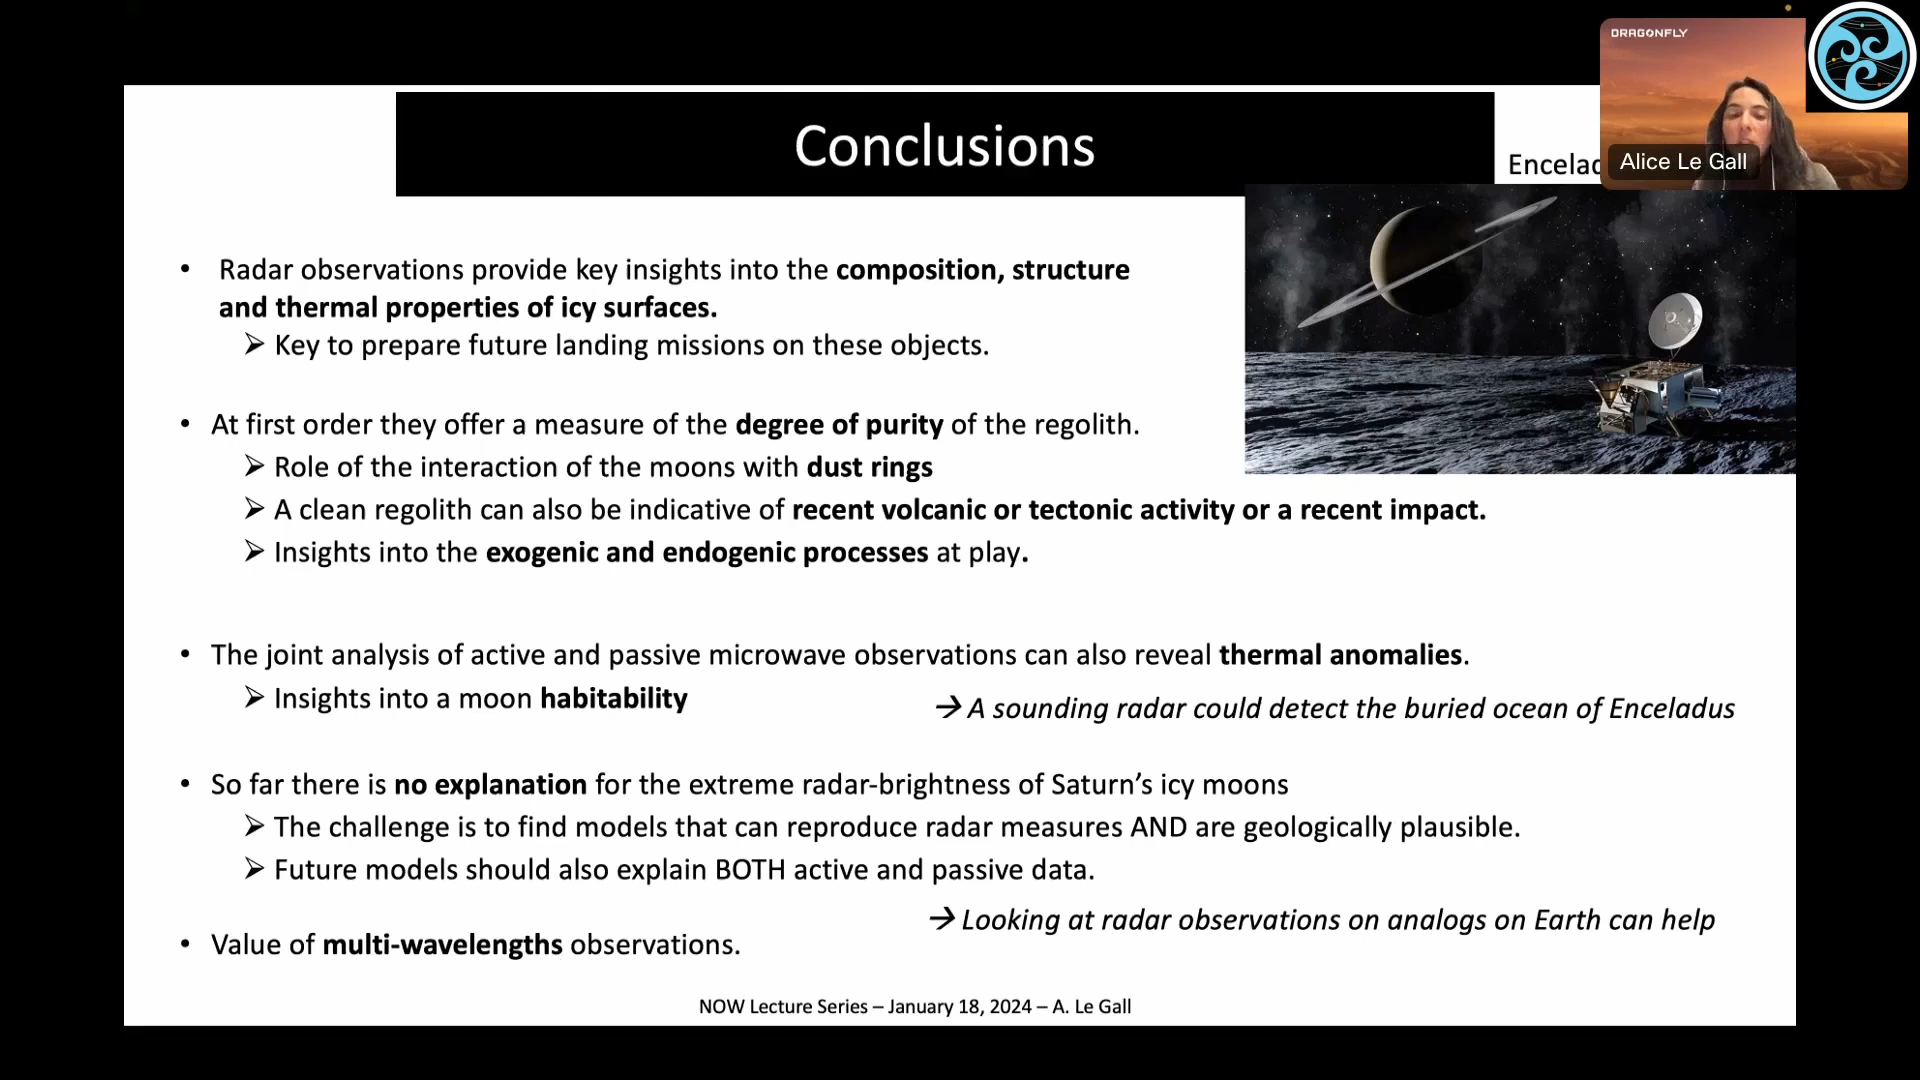 DRAGONFLY
Conclusions
Alice Le Gall
• Radar observations provide key insights into the composition, structure
and thermal properties of icy surfaces.
➢ Key to prepare future landing missions on these objects.
• At first order they offer a measure of the degree of purity of the regolith.
➢ Role of the interaction of the moons with dust rings
➢ A clean regolith can also be indicative of recent volcanic or tectonic activity or a recent impact.
➢ Insights into the exogenic and endogenic processes at play.
• The joint analysis of active and passive microwave observations can also reveal thermal anomalies.
➢ Insights into a moon habitability
→ A sounding radar could detect the buried ocean of Enceladus
• So far there is no explanation for the extreme radar-brightness of Saturn’s icy moons
➢ The challenge is to find models that can reproduce radar measures AND are geologically plausible.
➢ Future models should also explain BOTH active and passive data.
→ Looking at radar observations on analogs on Earth can help
• Value of multi-wavelengths observations.
NOW Lecture Series – January 18, 2024 – A. Le Gall